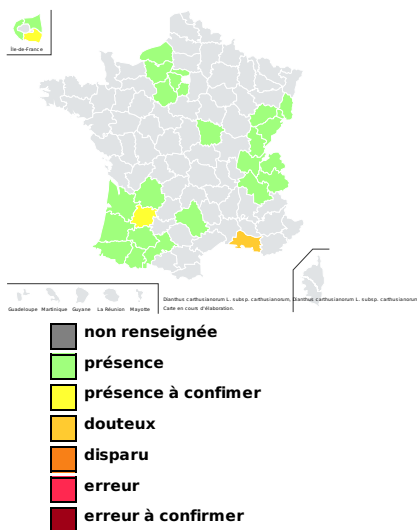 Île-de-France
Guadeloupe Martinique Guyane La Réunion Mayotte
Dianthus carthusianorum L. subsp. carthusianorum, Dianthus carthusianorum L. subsp. carthusianorum
Carte en cours d'élaboration.
non renseignée
présence
présence à confimer
douteux
disparu
erreur
erreur à confirmer